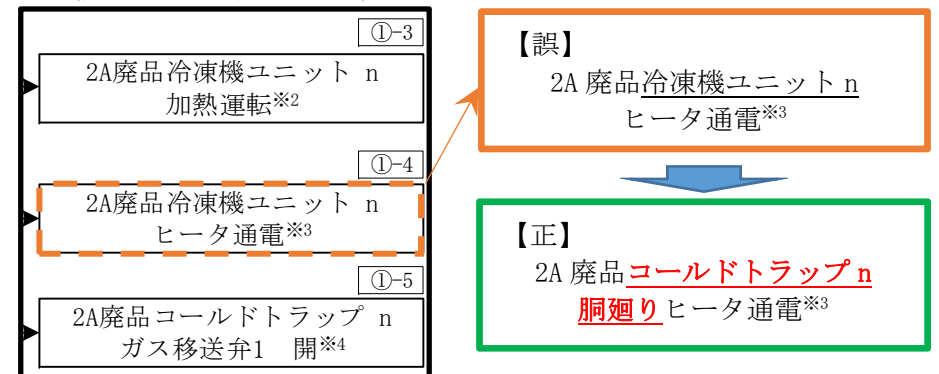 ①-3
2A廃品冷凍機ユニット n
加熱運転※2
①-4
2A廃品冷凍機ユニット n
ヒータ通電※3
①-5
2A廃品コールドトラップ n
ガス移送弁1 開※4
【誤】
2A 廃品冷凍機ユニット n
ヒータ通電※3
【正】
2A 廃品コールドトラップ n
胴廻りヒータ通電※3